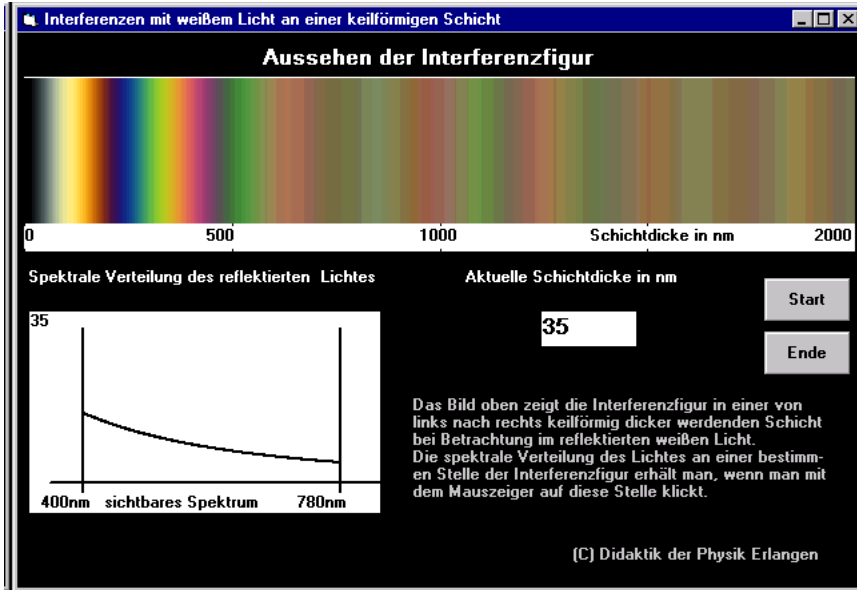 Interferenzen mit weißem Licht an einer keilförmigen Schicht
Aussehen der Interferenzfigur
0 500 1000 Schichtdicke in nm 2000
Spektrale Verteilung des reflektierten Lichtes
35
400nm sichtbares Spektrum 780nm
Aktuelle Schichtdicke in nm
35
Start
Ende
Das Bild oben zeigt die Interferenzfigur in einer von
links nach rechts keilförmig dicker werdenden Schicht
bei Betrachtung im reflektierten weißen Licht.
Die spektrale Verteilung des Lichtes an einer bestimm-
en Stelle der Interferenzfigur erhält man, wenn man mit
dem Mauszeiger auf diese Stelle klickt.
(C) Didaktik der Physik Erlangen